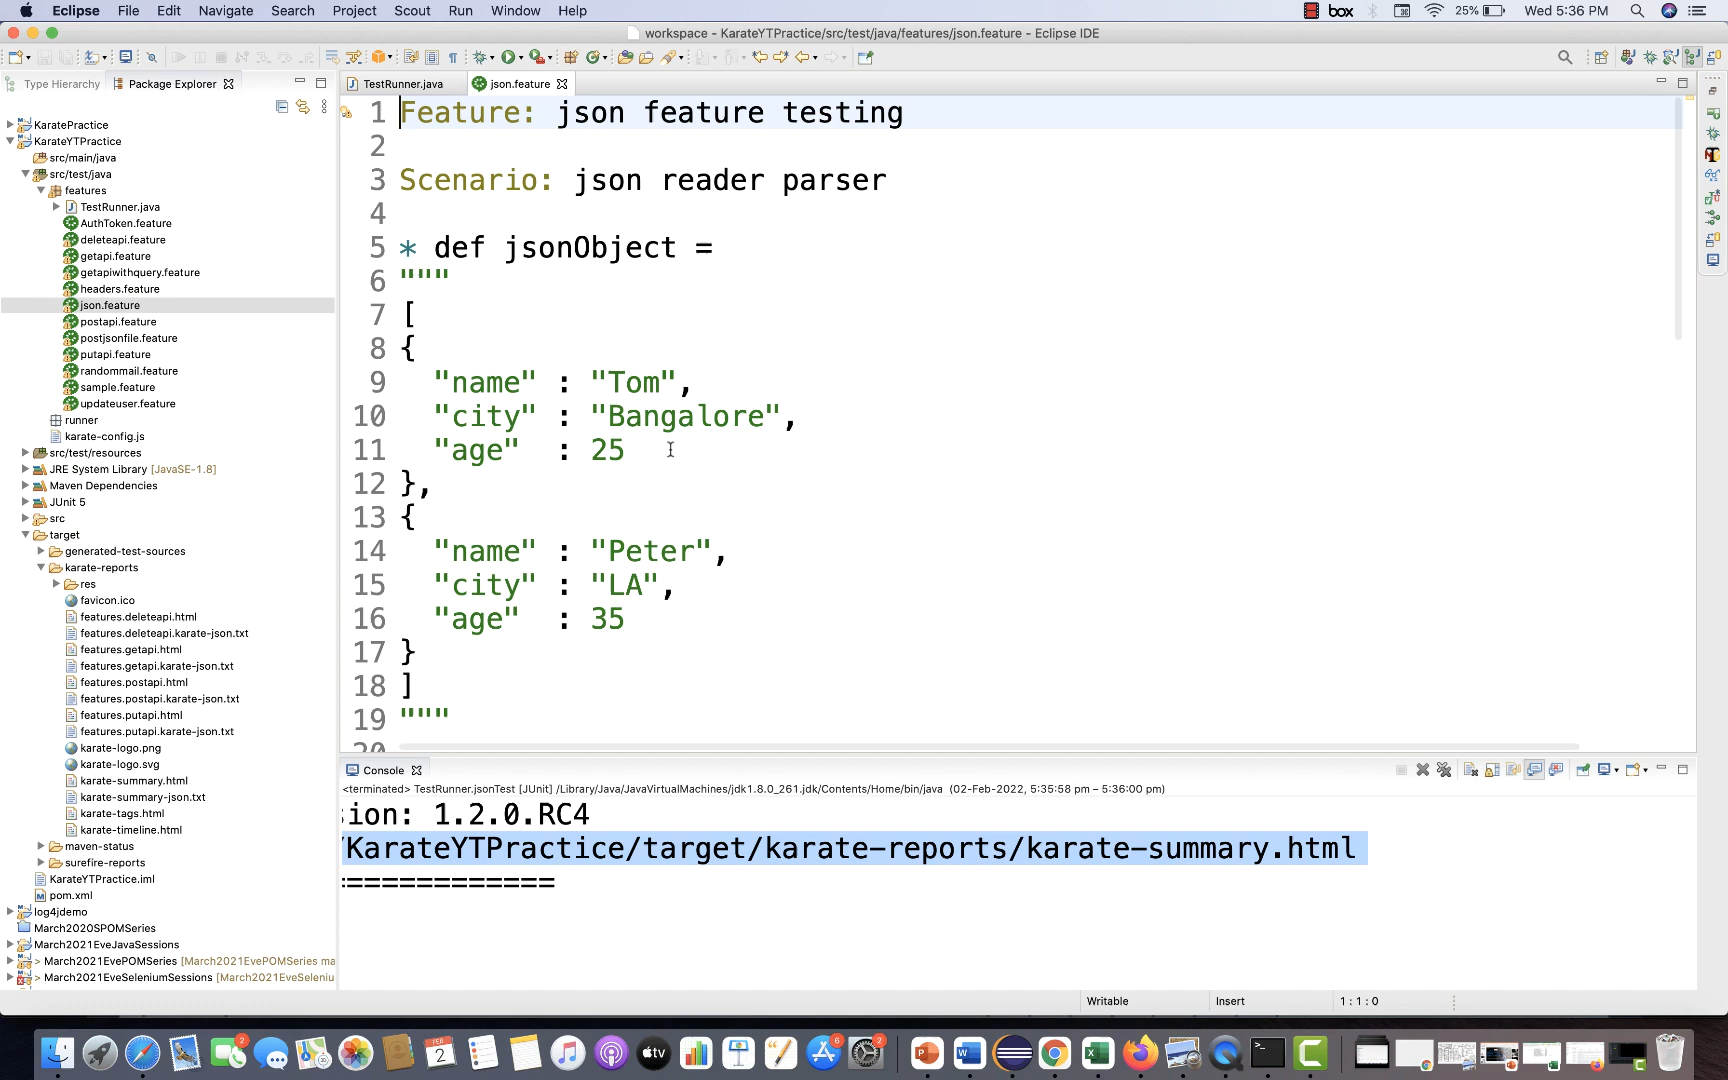 Eclipse File Edit Navigate Search Project Scout Run Window Help
box 25% Wed 5:36 PM
workspace - KarateYTPractice/src/test/java/features/json.feature - Eclipse IDE
Type Hierarchy Package Explorer
TestRunner.java json.feature
KaratePractice
KarateYTPractice
src/main/java
src/test/java
features
TestRunner.java
AuthToken.feature
deleteapi.feature
getapi.feature
getapiwithquery.feature
headers.feature
json.feature
postapi.feature
postjsonfile.feature
putapi.feature
randommail.feature
sample.feature
updateuser.feature
runner
karate-config.js
src/test/resources
JRE System Library [JavaSE-1.8]
Maven Dependencies
JUnit 5
src
target
generated-test-sources
karate-reports
res
favicon.ico
features.deleteapi.html
features.deleteapi.karate-json.txt
features.getapi.html
features.getapi.karate-json.txt
features.postapi.html
features.postapi.karate-json.txt
features.putapi.html
features.putapi.karate-json.txt
karate-logo.png
karate-logo.svg
karate-summary.html
karate-summary-json.txt
karate-tags.html
karate-timeline.html
maven-status
surefire-reports
KarateYTPractice.iml
pom.xml
log4jdemo
March2020SPOMSeries
March2021EveJavaSessions
> March2021EvePOMSeries [March2021EvePOMSeries ma
> March2021EveSeleniumSessions [March2021EveSeleniu
1 Feature: json feature testing
2
3 Scenario: json reader parser
4
5 * def jsonObject =
6 """
7 [
8 {
9 "name" : "Tom",
10 "city" : "Bangalore",
11 "age" : 25
12 },
13 {
14 "name" : "Peter",
15 "city" : "LA",
16 "age" : 35
17 }
18 ]
19 """
20
Console
<terminated> TestRunner.jsonTest [JUnit] /Library/Java/JavaVirtualMachines/jdk1.8.0_261.jdk/Contents/Home/bin/java (02-Feb-2022, 5:35:58 pm – 5:36:00 pm)
sion: 1.2.0.RC4
/KarateYTPractice/target/karate-reports/karate-summary.html
============
Writable Insert 1 : 1 : 0
2 FEB 2 tv 6 2 P W X C